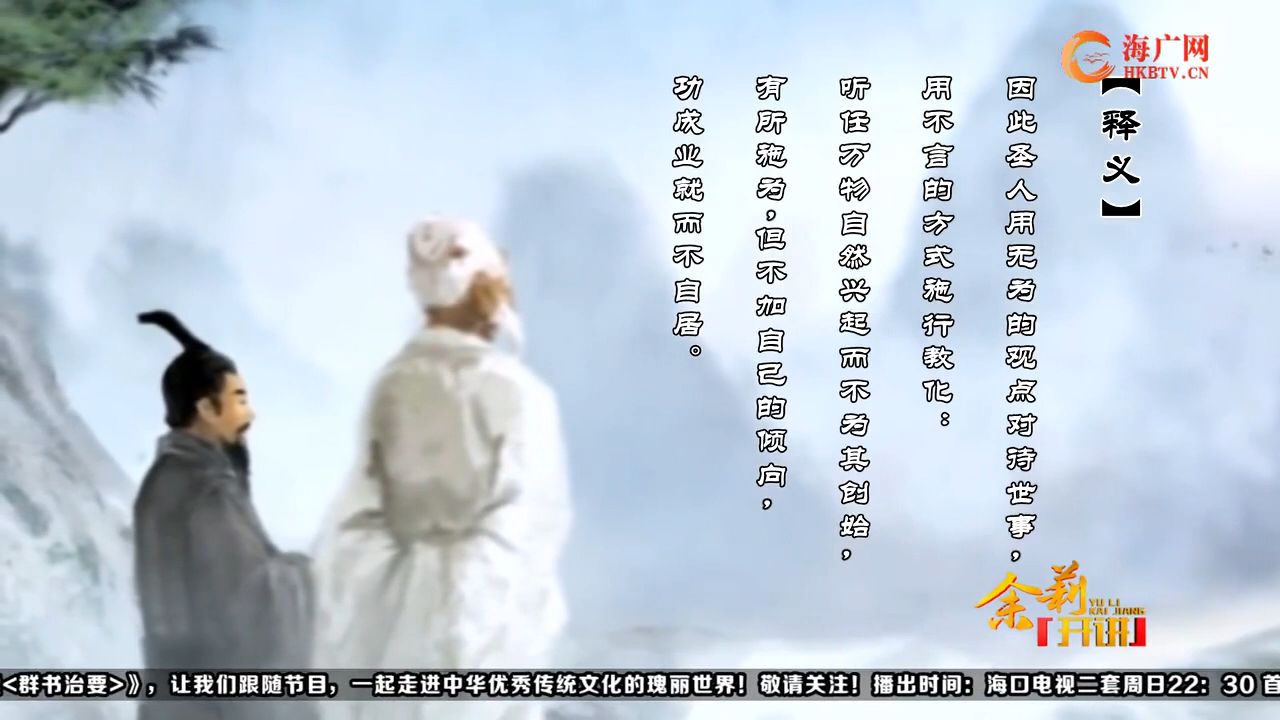 海广网
HKBTV.CN
【释义】
因此圣人用无为的观点对待世事，
用不言的方式施行教化：
听任万物自然兴起而不为其创始，
有所施为，但不加自己的倾向，
功成业就而不自居。
余莉
YU LI
KAI JIANG
「开讲」
<群书治要>》，让我们跟随节目，一起走进中华优秀传统文化的瑰丽世界！敬请关注！播出时间：海口电视二套周日22：30 首